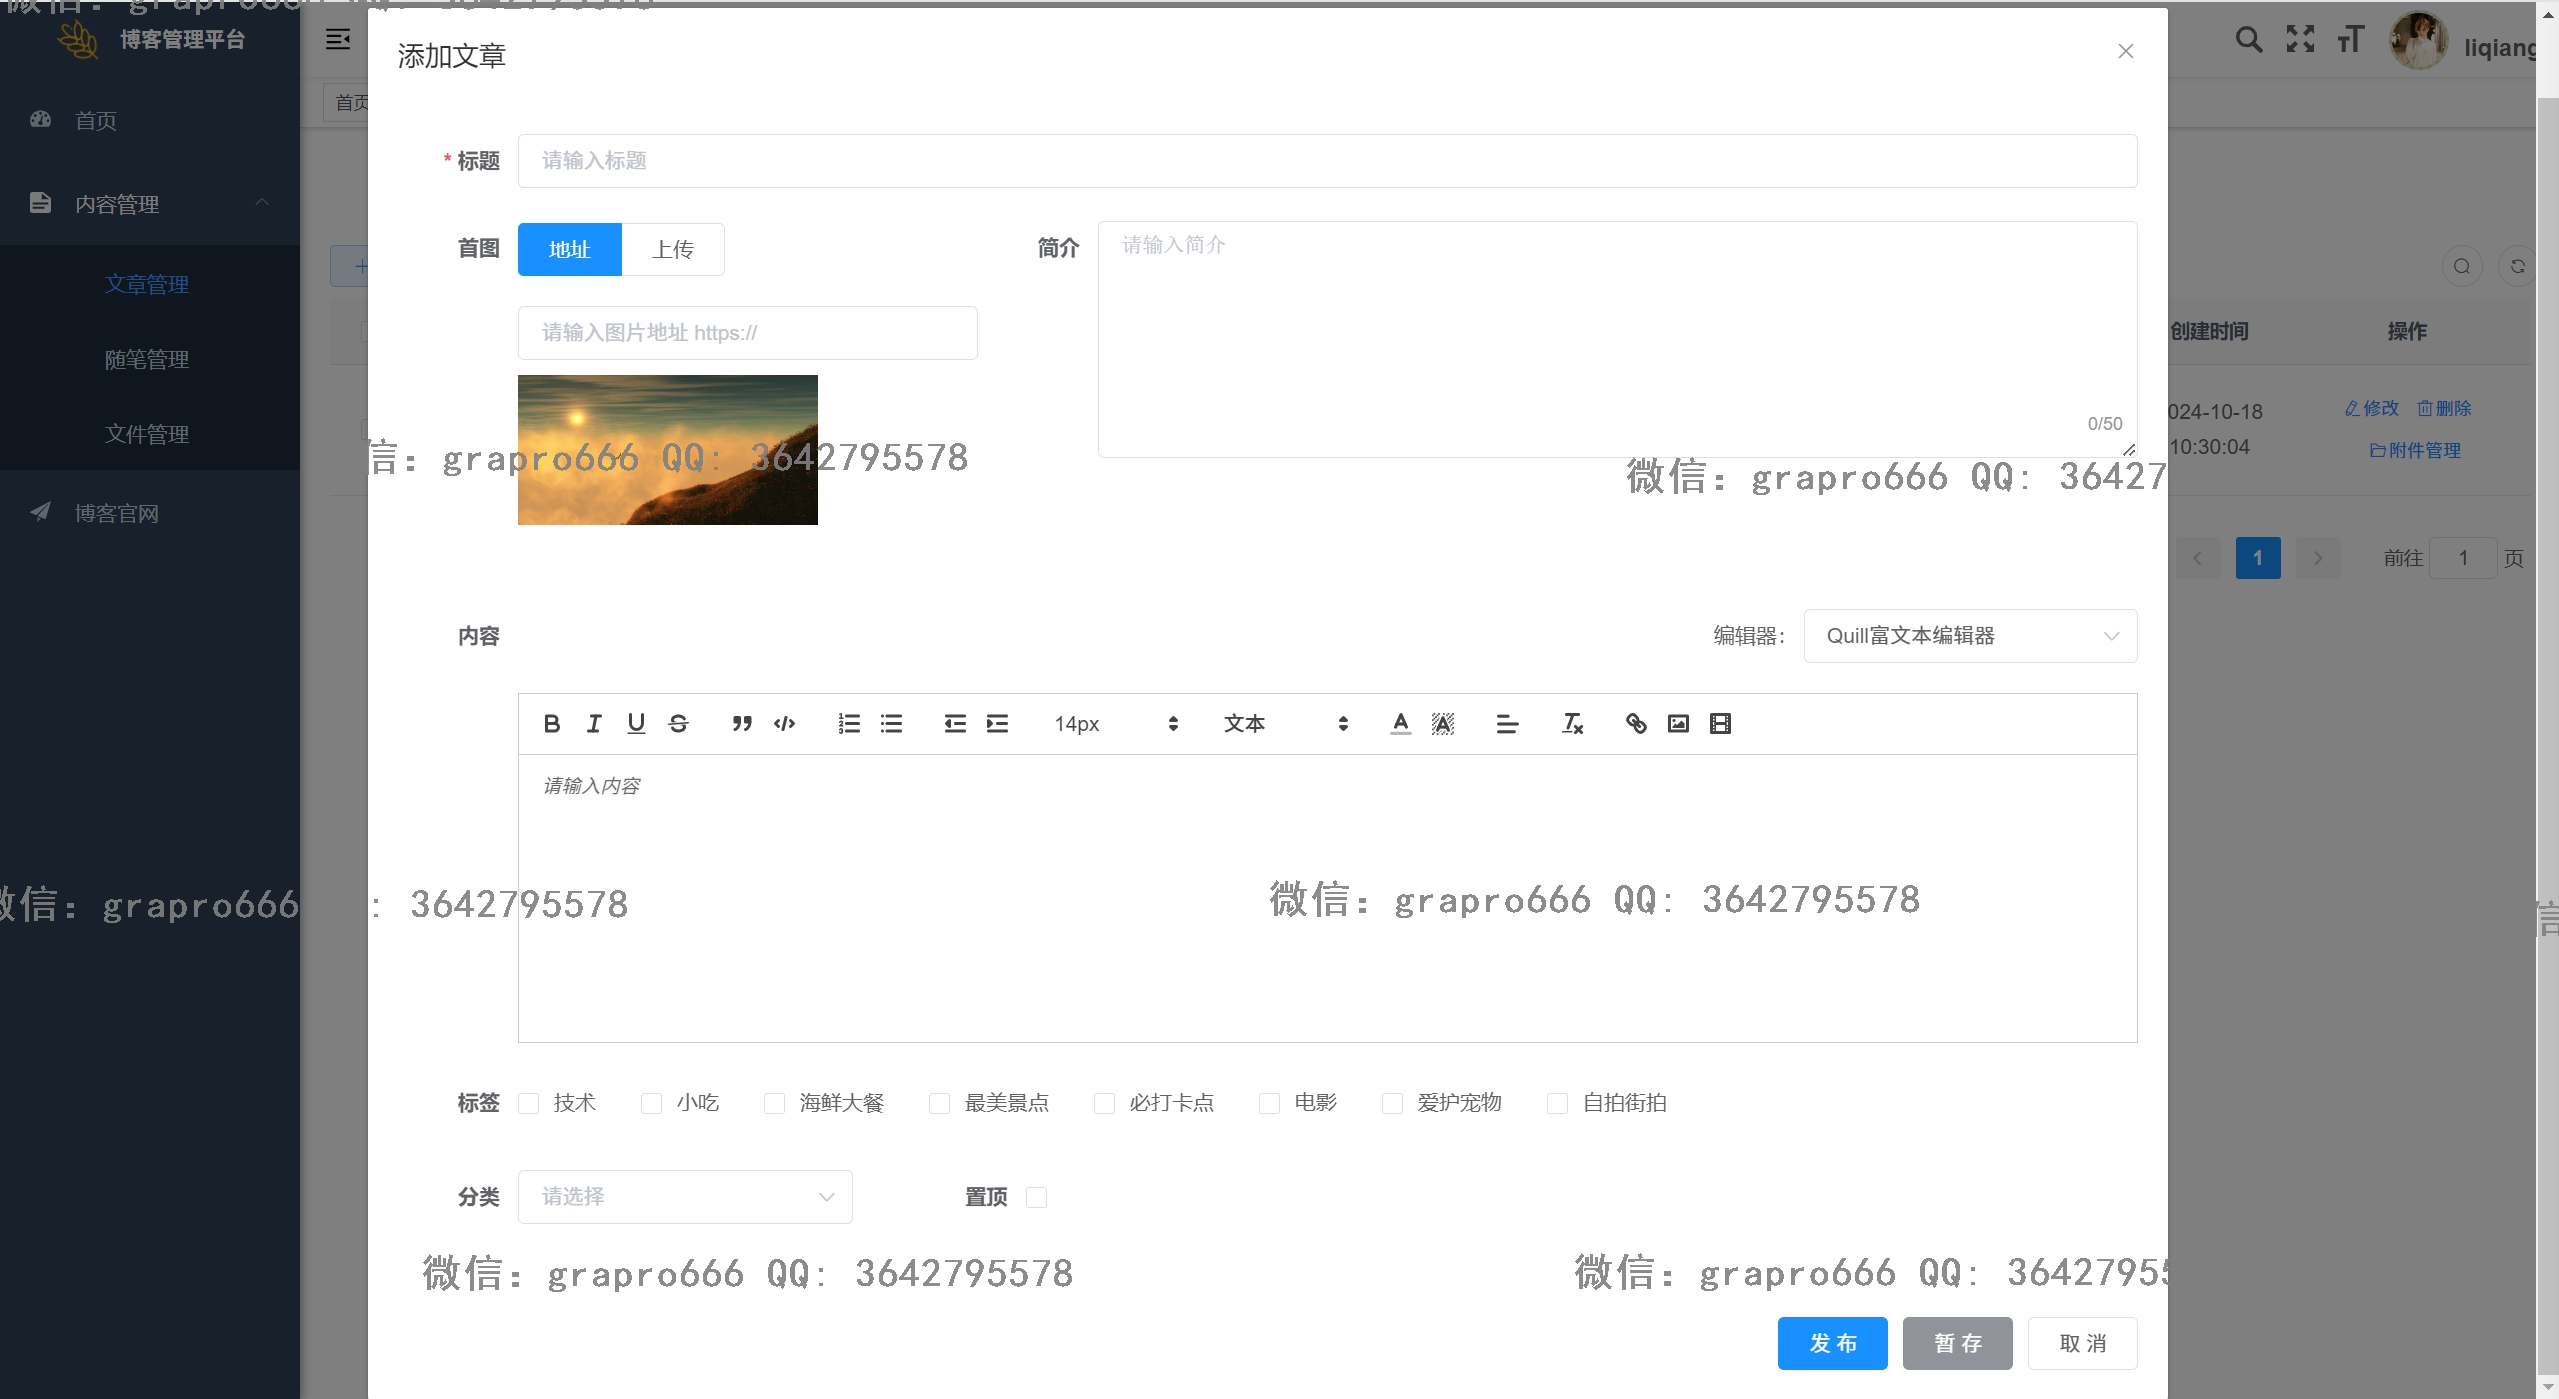 博客管理平台
liqiang
首页
首页
内容管理
文章管理
随笔管理
文件管理
博客官网
添加文章
* 标题
请输入标题
首图
地址
上传
简介
请输入简介
请输入图片地址 https://
0/50
创建时间
操作
024-10-18
10:30:04
修改
删除
附件管理
信: grapro666 QQ: 3642795578
微信: grapro666 QQ: 36427
1
前往
1
页
内容
编辑器:
Quill富文本编辑器
14px
文本
请输入内容
微信: grapro666
: 3642795578
微信: grapro666 QQ: 3642795578
信
标签
技术
小吃
海鲜大餐
最美景点
必打卡点
电影
爱护宠物
自拍街拍
分类
请选择
置顶
微信: grapro666 QQ: 3642795578
微信: grapro666 QQ: 3642795
发布
暂存
取消